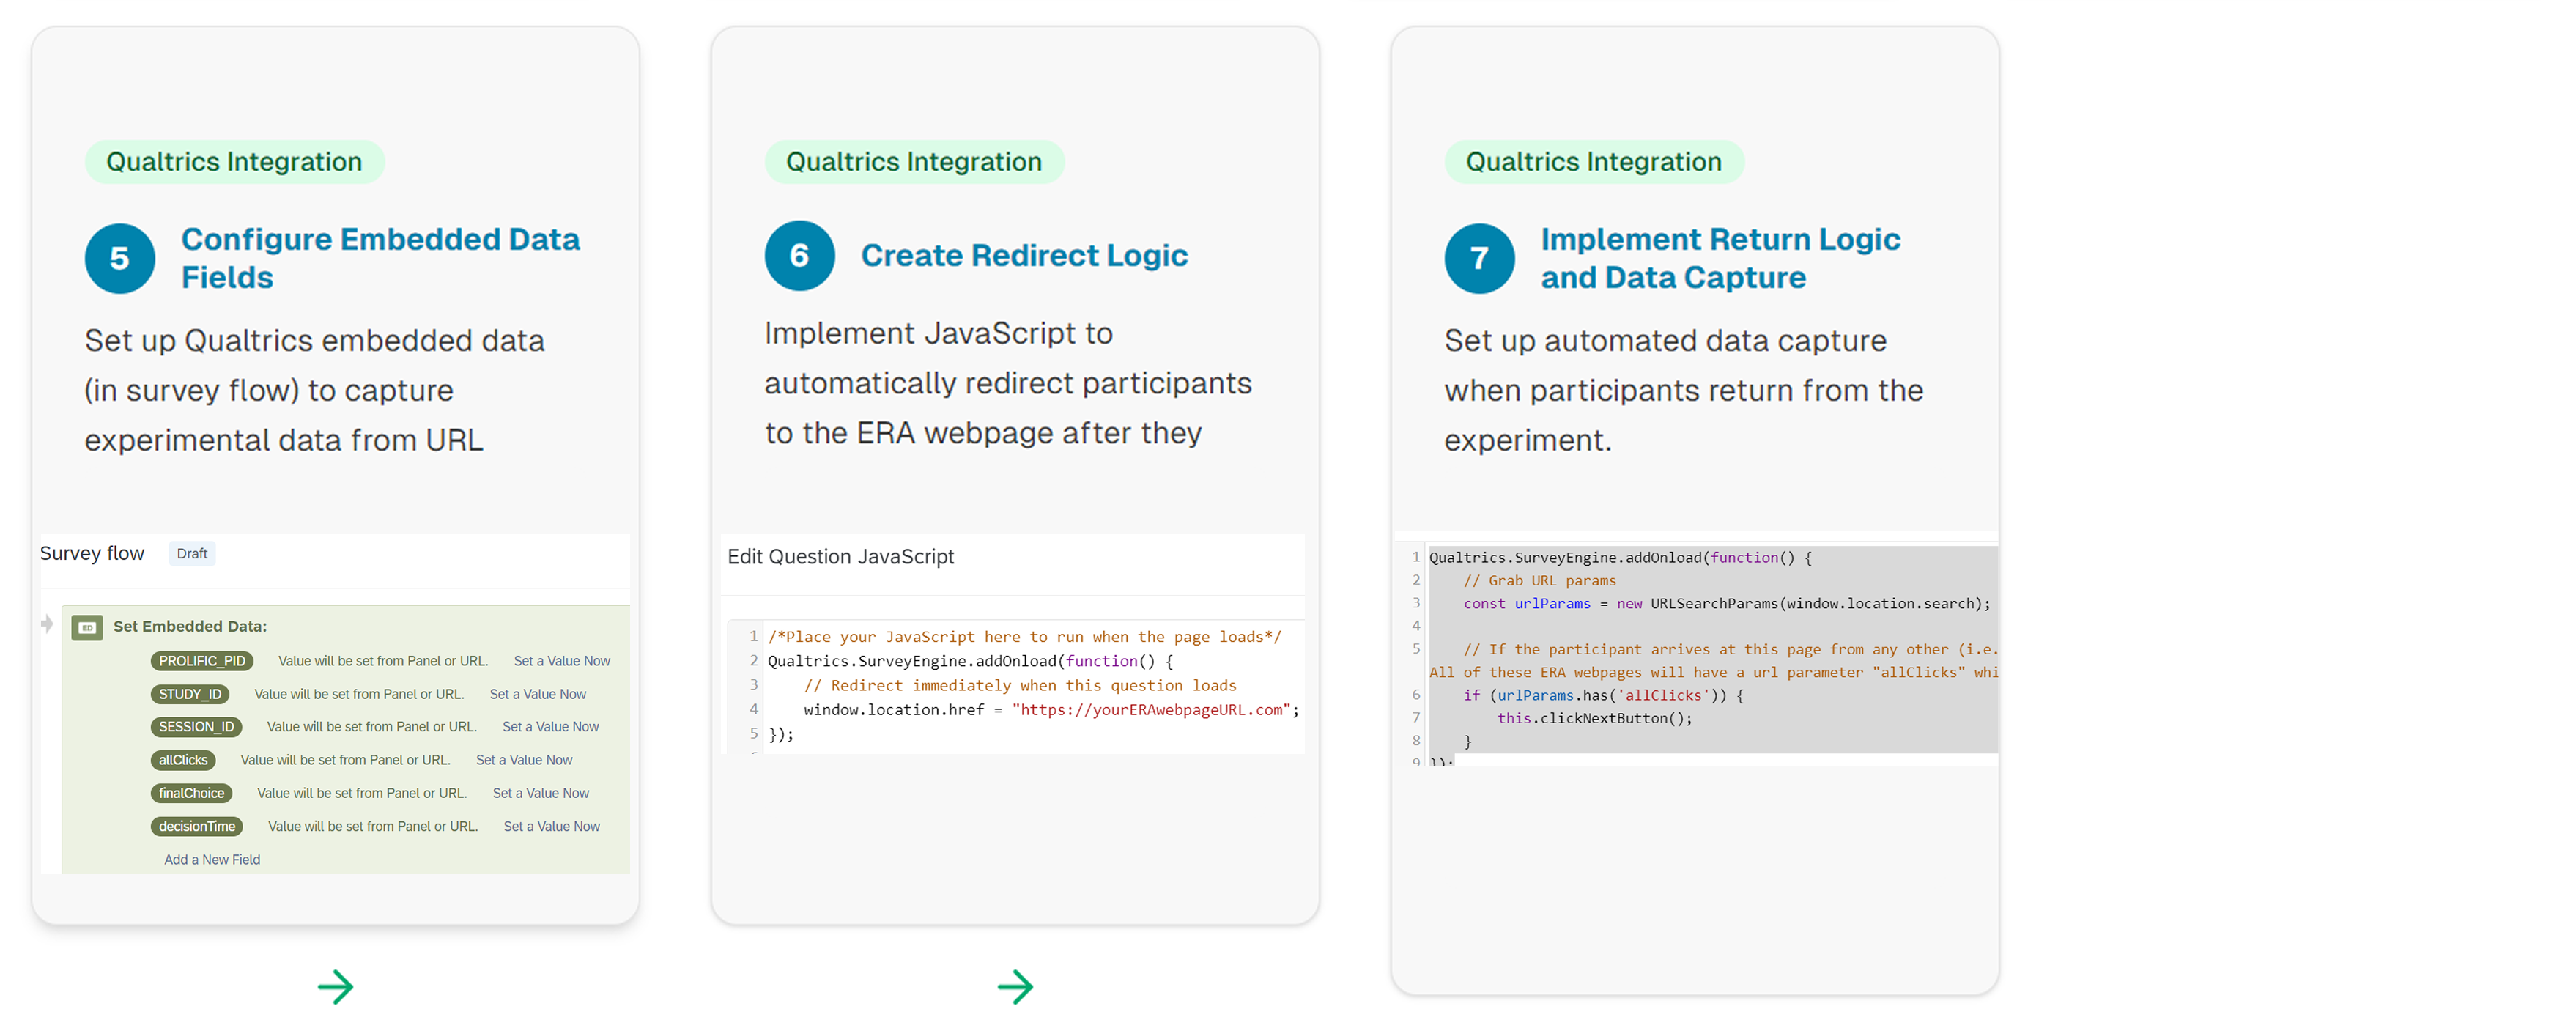 Qualtrics Integration
5
Configure Embedded Data
Fields
Set up Qualtrics embedded data
(in survey flow) to capture
experimental data from URL
Survey flow Draft
ED Set Embedded Data:
PROLIFIC_PID Value will be set from Panel or URL. Set a Value Now
STUDY_ID Value will be set from Panel or URL. Set a Value Now
SESSION_ID Value will be set from Panel or URL. Set a Value Now
allClicks Value will be set from Panel or URL. Set a Value Now
finalChoice Value will be set from Panel or URL. Set a Value Now
decisionTime Value will be set from Panel or URL. Set a Value Now
Add a New Field
Qualtrics Integration
6 Create Redirect Logic
Implement JavaScript to
automatically redirect participants
to the ERA webpage after they
Edit Question JavaScript
1 /*Place your JavaScript here to run when the page loads*/
2 Qualtrics.SurveyEngine.addOnload(function() {
3 // Redirect immediately when this question loads
4 window.location.href = "https://yourERAwebpageURL.com";
5 });
Qualtrics Integration
7
Implement Return Logic
and Data Capture
Set up automated data capture
when participants return from the
experiment.
1 Qualtrics.SurveyEngine.addOnload(function() {
2 // Grab URL params
3 const urlParams = new URLSearchParams(window.location.search);
4
5 // If the participant arrives at this page from any other (i.e.
All of these ERA webpages will have a url parameter "allClicks" whi
6 if (urlParams.has('allClicks')) {
7 this.clickNextButton();
8 }
9 });